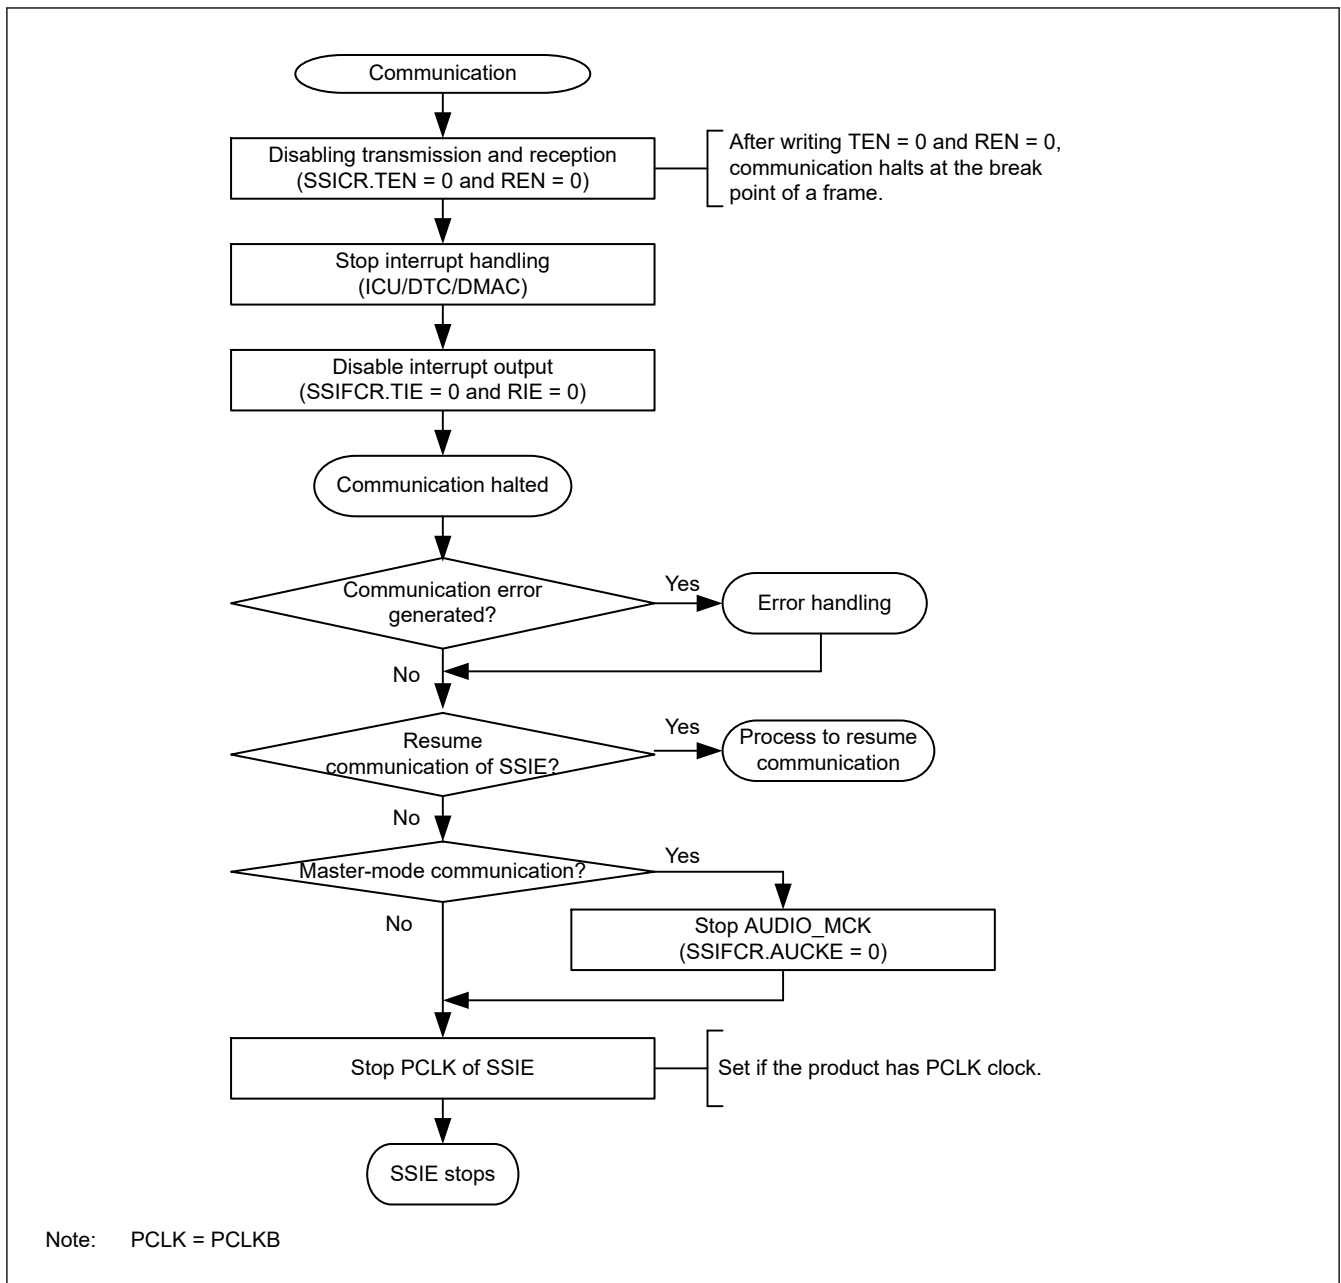 Communication
Disabling transmission and reception
(SSICR.TEN = 0 and REN = 0)
After writing TEN = 0 and REN = 0,
communication halts at the break
point of a frame.
Stop interrupt handling
(ICU/DTC/DMAC)
Disable interrupt output
(SSIFCR.TIE = 0 and RIE = 0)
Communication halted
Communication error
generated?
Yes
Error handling
No
Resume
communication of SSIE?
Yes
Process to resume
communication
No
Master-mode communication?
Yes
No
Stop AUDIO_MCK
(SSIFCR.AUCKE = 0)
Stop PCLK of SSIE
Set if the product has PCLK clock.
SSIE stops
Note: PCLK = PCLKB